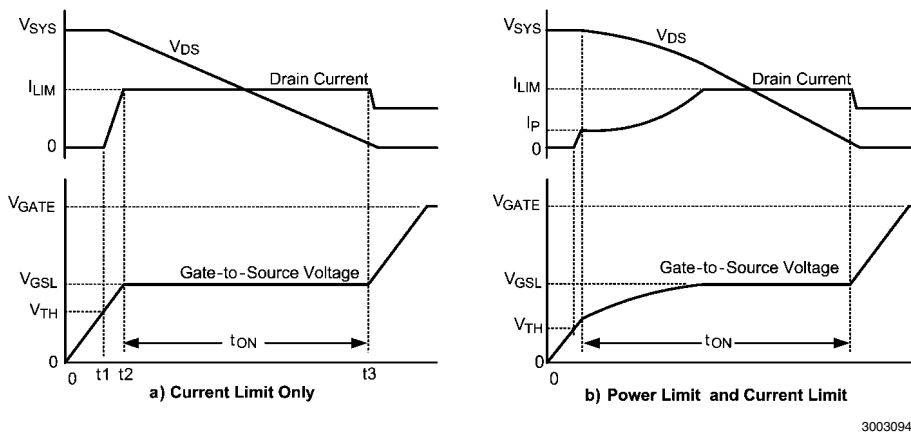 VSYS
VDS
ILIM
Drain Current
0
VGATE
VGSL
Gate-to-Source Voltage
VTH
tON
0
0
t1
t2
t3
a) Current Limit Only
VSYS
VDS
ILIM
Drain Current
IP
0
VGATE
VGSL
Gate-to-Source Voltage
VTH
tON
0
0
b) Power Limit and Current Limit
3003094